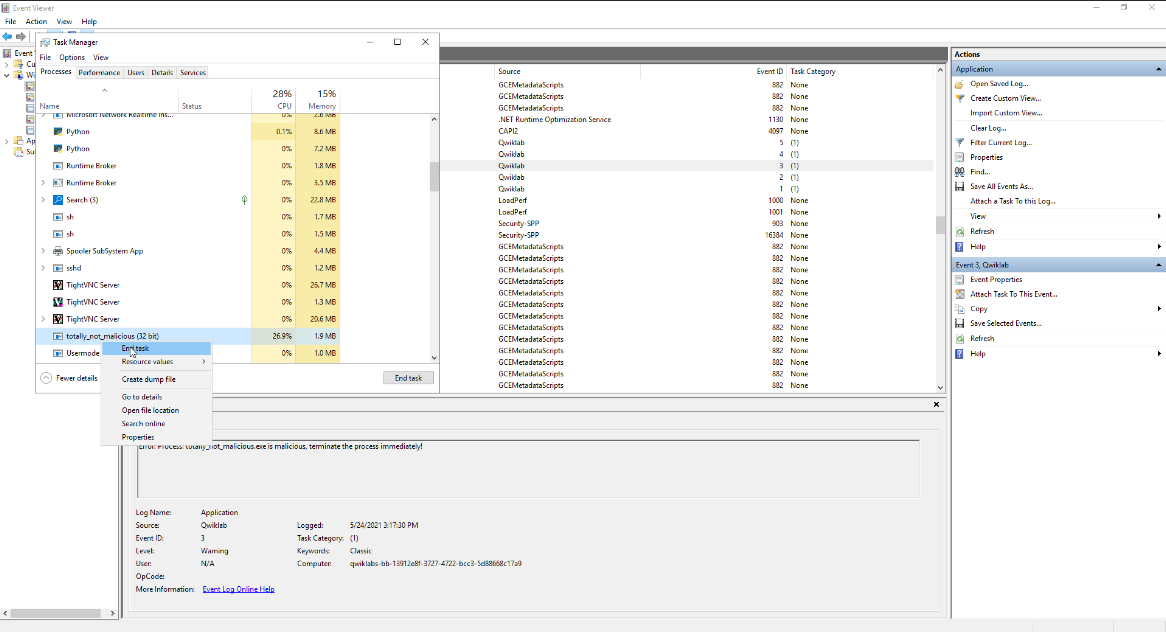 Event Viewer
File Action View Help
Task Manager
File Options View
Processes Performance Users Details Services
28% 15%
Name Status CPU Memory
Microsoft Network Realtime Ins... 0% 2.6 MB
Python 0.1% 8.6 MB
Python 0% 7.2 MB
Runtime Broker 0% 1.8 MB
Runtime Broker 0% 3.5 MB
Search (3) 0% 22.8 MB
sh 0% 1.7 MB
sh 0% 1.5 MB
Spooler SubSystem App 0% 4.4 MB
sshd 0% 1.2 MB
TightVNC Server 0% 26.7 MB
TightVNC Server 0% 1.3 MB
TightVNC Server 0% 20.6 MB
totally_not_malicious (32 bit) 26.9% 1.9 MB
Usermode 0% 1.0 MB
Fewer details End task
End task
Resource values
Create dump file
Go to details
Open file location
Search online
Properties
Event
Cu
Wi
Ap
Su
Source Event ID Task Category
GCEMetadataScripts 882 None
GCEMetadataScripts 882 None
GCEMetadataScripts 882 None
.NET Runtime Optimization Service 1130 None
CAPI2 4097 None
Qwiklab 5 (1)
Qwiklab 4 (1)
Qwiklab 3 (1)
Qwiklab 2 (1)
Qwiklab 1 (1)
LoadPerf 1000 None
LoadPerf 1001 None
Security-SPP 903 None
Security-SPP 16384 None
GCEMetadataScripts 882 None
GCEMetadataScripts 882 None
GCEMetadataScripts 882 None
GCEMetadataScripts 882 None
GCEMetadataScripts 882 None
GCEMetadataScripts 882 None
GCEMetadataScripts 882 None
GCEMetadataScripts 882 None
GCEMetadataScripts 882 None
GCEMetadataScripts 882 None
GCEMetadataScripts 882 None
GCEMetadataScripts 882 None
GCEMetadataScripts 882 None
Error: Process: totally_not_malicious.exe is malicious, terminate the process immediately!
Log Name: Application
Source: Qwiklab Logged: 5/24/2021 3:17:30 PM
Event ID: 3 Task Category: (1)
Level: Warning Keywords: Classic
User: N/A Computer: qwiklabs-bb-13912e8f-3727-4722-bcc3-5d88668c17a9
OpCode:
More Information: Event Log Online Help
Actions
Application
Open Saved Log...
Create Custom View...
Import Custom View...
Clear Log...
Filter Current Log...
Properties
Find...
Save All Events As...
Attach a Task To this Log...
View
Refresh
Help
Event 3, Qwiklab
Event Properties
Attach Task To This Event...
Copy
Save Selected Events...
Refresh
Help